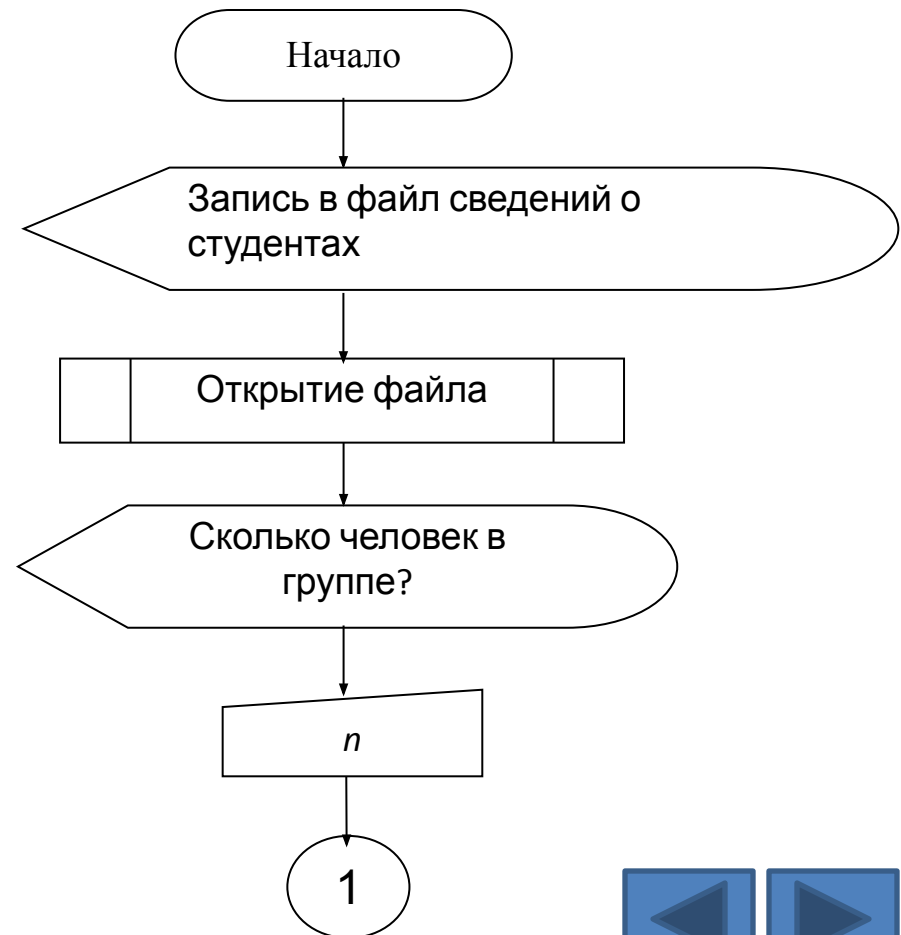 Начало
Запись в файл сведений о
студентах
Открытие файла
Сколько человек в
группе?
n
1